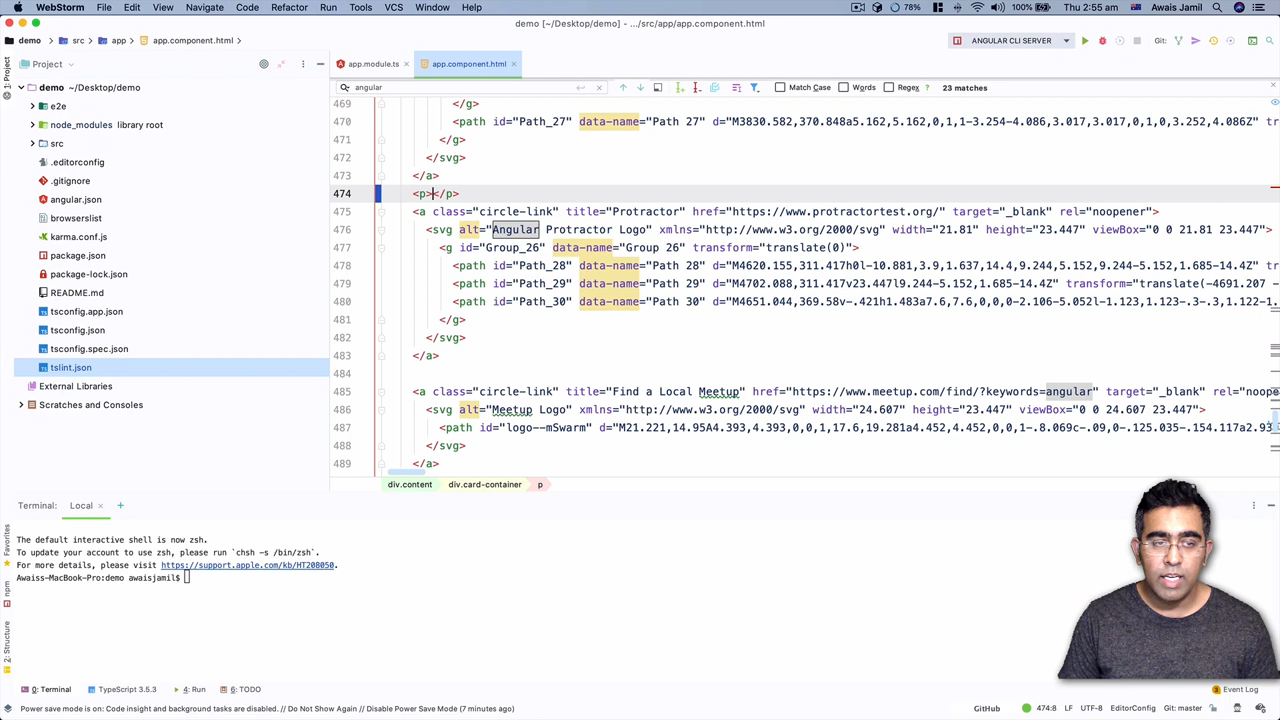 WebStorm File Edit View Navigate Code Refactor Run Tools VCS Window Help 78% 100% Thu 2:55 am Awais Jamil
demo [~/Desktop/demo] - .../src/app/app.component.html
demo src app app.component.html ANGULAR CLI SERVER Git:
Project app.module.ts app.component.html
1: Project
angular Match Case Words Regex ? 23 matches
demo ~/Desktop/demo
e2e
node_modules library root
src
.editorconfig
.gitignore
angular.json
browserslist
karma.conf.js
package.json
package-lock.json
README.md
tsconfig.app.json
tsconfig.json
tsconfig.spec.json
tslint.json
External Libraries
Scratches and Consoles
469 </g>
470 <path id="Path_27" data-name="Path 27" d="M3830.582,370.848a5.162,5.162,0,1,1-3.254-4.086,3.017,3.017,0,1,0,3.252,4.086Z"
471 </g>
472 </svg>
473 </a>
474 <p></p>
475 <a class="circle-link" title="Protractor" href="https://www.protractortest.org/" target="_blank" rel="noopener">
476 <svg alt="Angular Protractor Logo" xmlns="http://www.w3.org/2000/svg" width="21.81" height="23.447" viewBox="0 0 21.81 23.447"
477 <g id="Group_26" data-name="Group 26" transform="translate(0)">
478 <path id="Path_28" data-name="Path 28" d="M4620.155,311.417h0l-10.881,3.9,1.637,14.4,9.244,5.152,9.244-5.152,1.685-14.4Z"
479 <path id="Path_29" data-name="Path 29" d="M4702.088,311.417v23.447l9.244-5.152,1.685-14.4Z" transform="translate(-4691.207
480 <path id="Path_30" data-name="Path 30" d="M4651.044,369.58v-.421h1.483a7.6,7.6,0,0,0-2.106-5.052l-1.123,1.123-.3-.3,1.122-1.1
481 </g>
482 </svg>
483 </a>
484
485 <a class="circle-link" title="Find a Local Meetup" href="https://www.meetup.com/find/?keywords=angular" target="_blank" rel="noope
486 <svg alt="Meetup Logo" xmlns="http://www.w3.org/2000/svg" width="24.607" height="23.447" viewBox="0 0 24.607 23.447">
487 <path id="logo--mSwarm" d="M21.221,14.95A4.393,4.393,0,0,1,17.6,19.281a4.452,4.452,0,0,1-8.069c-.09,0-.125.035-.154.117a2.93
488 </svg>
489 </a>
div.content div.card-container p
Terminal: Local
The default interactive shell is now zsh.
To update your account to use zsh, please run `chsh -s /bin/zsh`.
For more details, please visit https://support.apple.com/kb/HT208050.
Awaiss-MacBook-Pro:demo awaisjamil$
Favorites
npm
Z: Structure
0: Terminal TypeScript 3.5.3 4: Run 6: TODO Event Log
Power save mode is on: Code insight and background tasks are disabled. // Do Not Show Again // Disable Power Save Mode (7 minutes ago) 474:8 LF UTF-8 EditorConfig Git: master